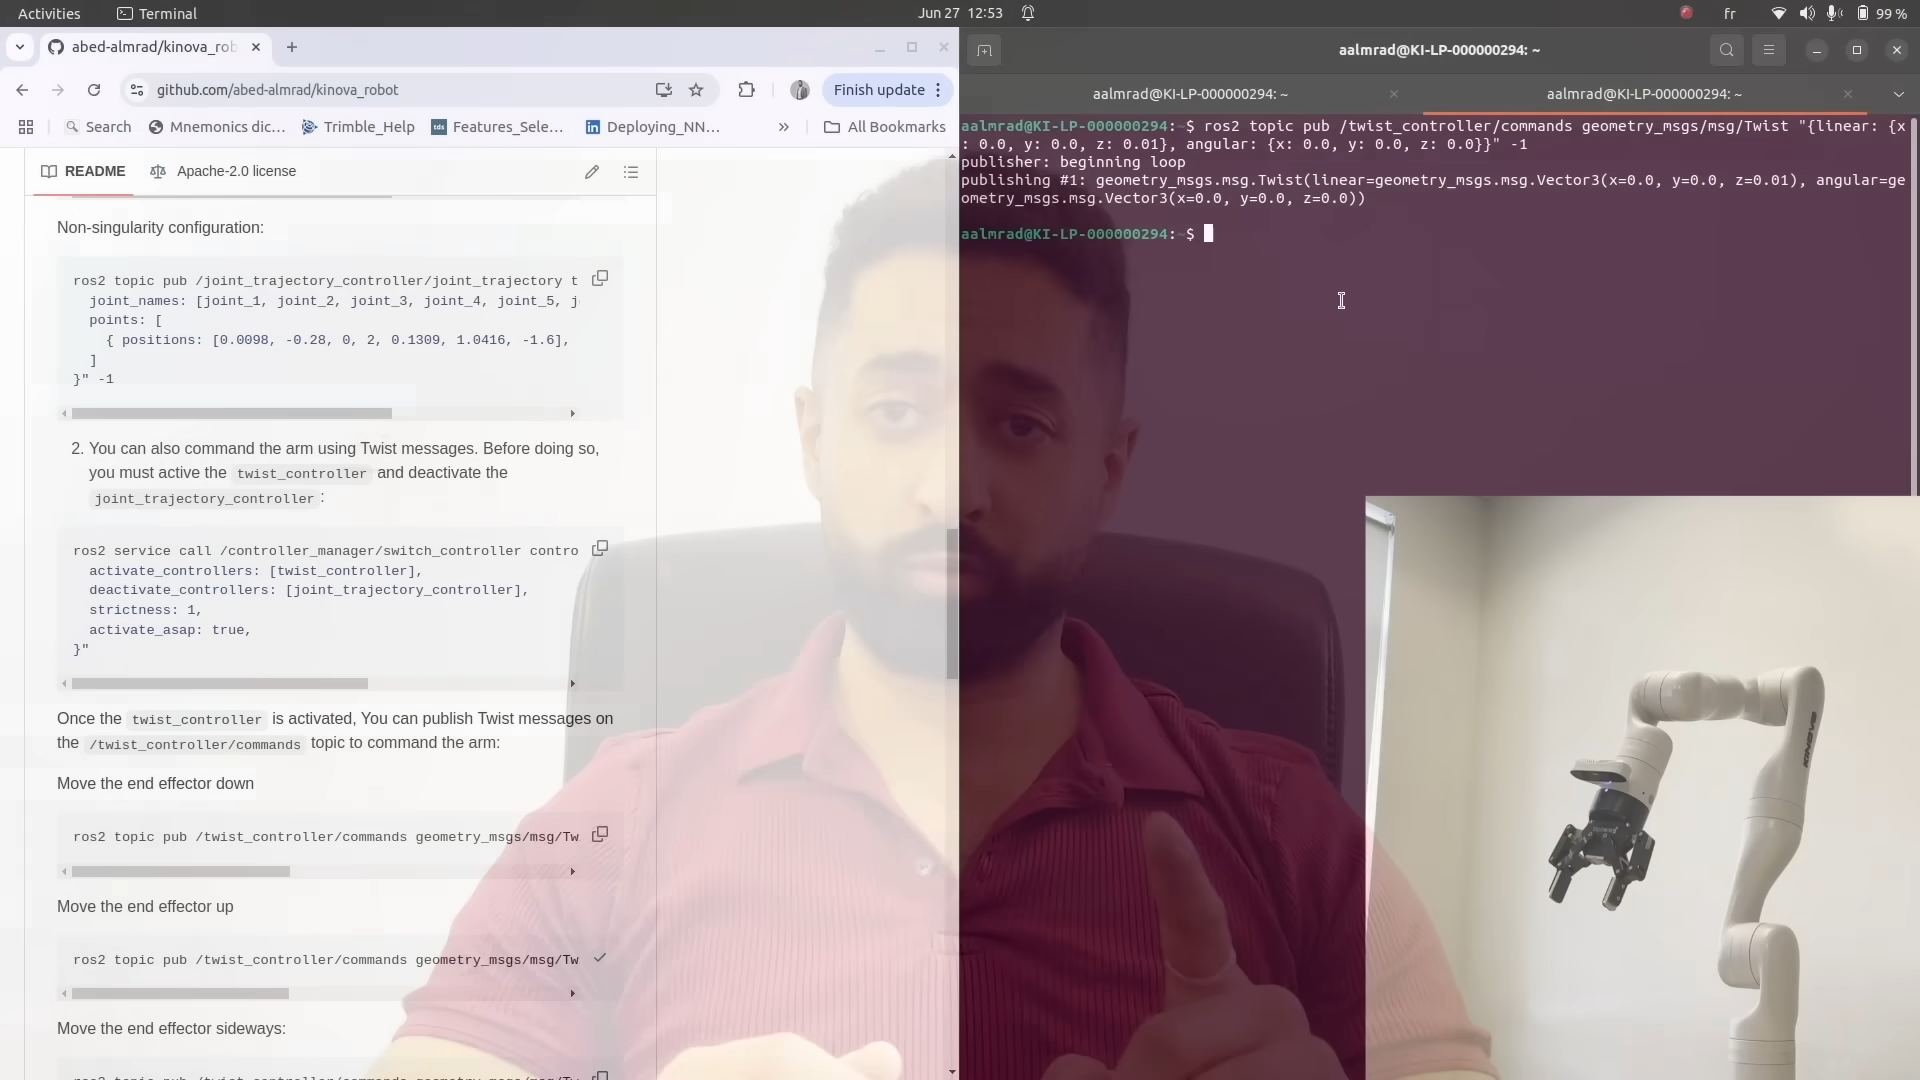 Activities
Terminal
Jun 27 12:53
fr
99 %
abed-almrad/kinova_rob
github.com/abed-almrad/kinova_robot
Finish update
Search
Mnemonics dic...
Trimble_Help
Features_Sele...
Deploying_NN...
»
All Bookmarks
README
Apache-2.0 license
Non-singularity configuration:
ros2 topic pub /joint_trajectory_controller/joint_trajectory t
joint_names: [joint_1, joint_2, joint_3, joint_4, joint_5, j
points: [
{ positions: [0.0098, -0.28, 0, 2, 0.1309, 1.0416, -1.6],
]
}" -1
2. You can also command the arm using Twist messages. Before doing so,
you must active the twist_controller and deactivate the
joint_trajectory_controller :
ros2 service call /controller_manager/switch_controller contro
activate_controllers: [twist_controller],
deactivate_controllers: [joint_trajectory_controller],
strictness: 1,
activate_asap: true,
}"
Once the twist_controller is activated, You can publish Twist messages on
the /twist_controller/commands topic to command the arm:
Move the end effector down
ros2 topic pub /twist_controller/commands geometry_msgs/msg/Tw
Move the end effector up
ros2 topic pub /twist_controller/commands geometry_msgs/msg/Tw
Move the end effector sideways:
aalmrad@KI-LP-000000294: ~
aalmrad@KI-LP-000000294: ~
aalmrad@KI-LP-000000294: ~
aalmrad@KI-LP-000000294:~$ ros2 topic pub /twist_controller/commands geometry_msgs/msg/Twist "{linear: {x
: 0.0, y: 0.0, z: 0.01}, angular: {x: 0.0, y: 0.0, z: 0.0}}" -1
publisher: beginning loop
publishing #1: geometry_msgs.msg.Twist(linear=geometry_msgs.msg.Vector3(x=0.0, y=0.0, z=0.01), angular=ge
ometry_msgs.msg.Vector3(x=0.0, y=0.0, z=0.0))
aalmrad@KI-LP-000000294:~$
KINOVA